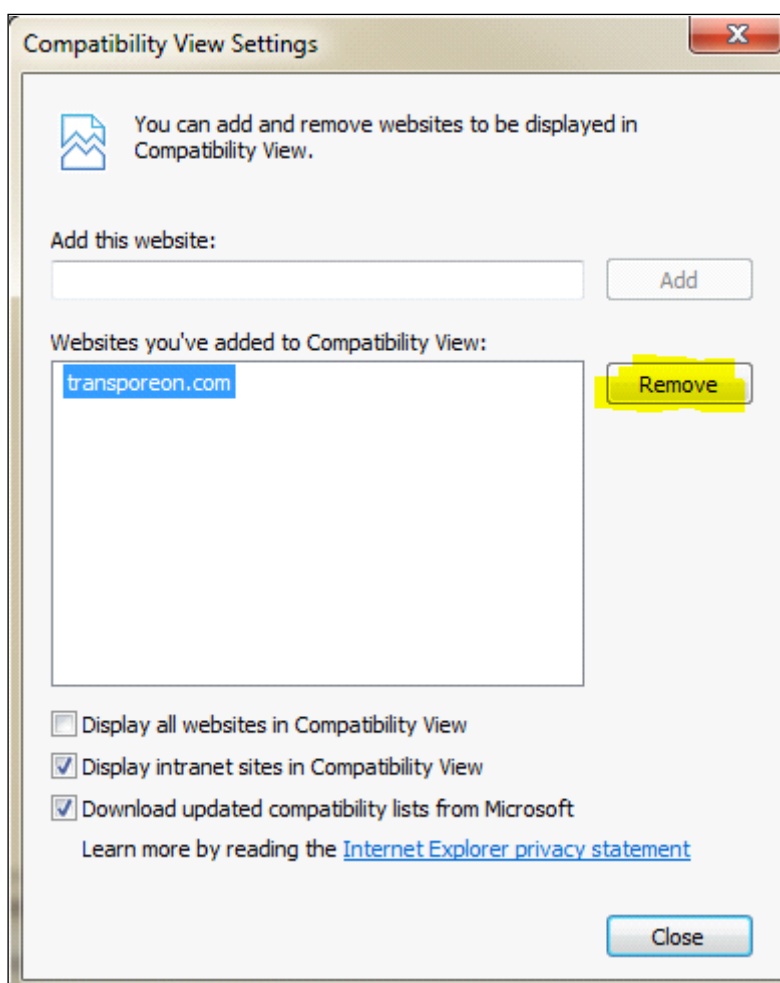 Compatibility View Settings
You can add and remove websites to be displayed in
Compatibility View.
Add this website:
Add
Websites you've added to Compatibility View:
transporeon.com
Remove
Display all websites in Compatibility View
Display intranet sites in Compatibility View
Download updated compatibility lists from Microsoft
Learn more by reading the Internet Explorer privacy statement
Close